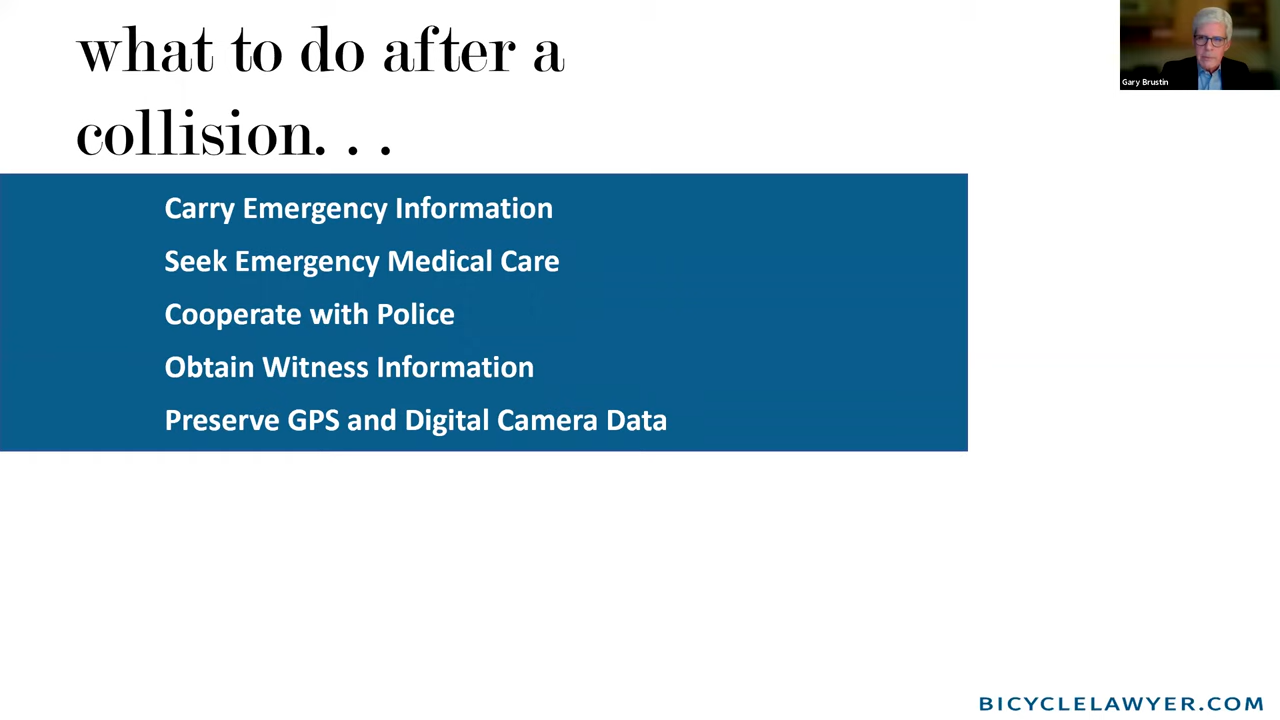 what to do after a
collision. . .
Gary Brustin
Carry Emergency Information
Seek Emergency Medical Care
Cooperate with Police
Obtain Witness Information
Preserve GPS and Digital Camera Data
BICYCLELAWYER.COM